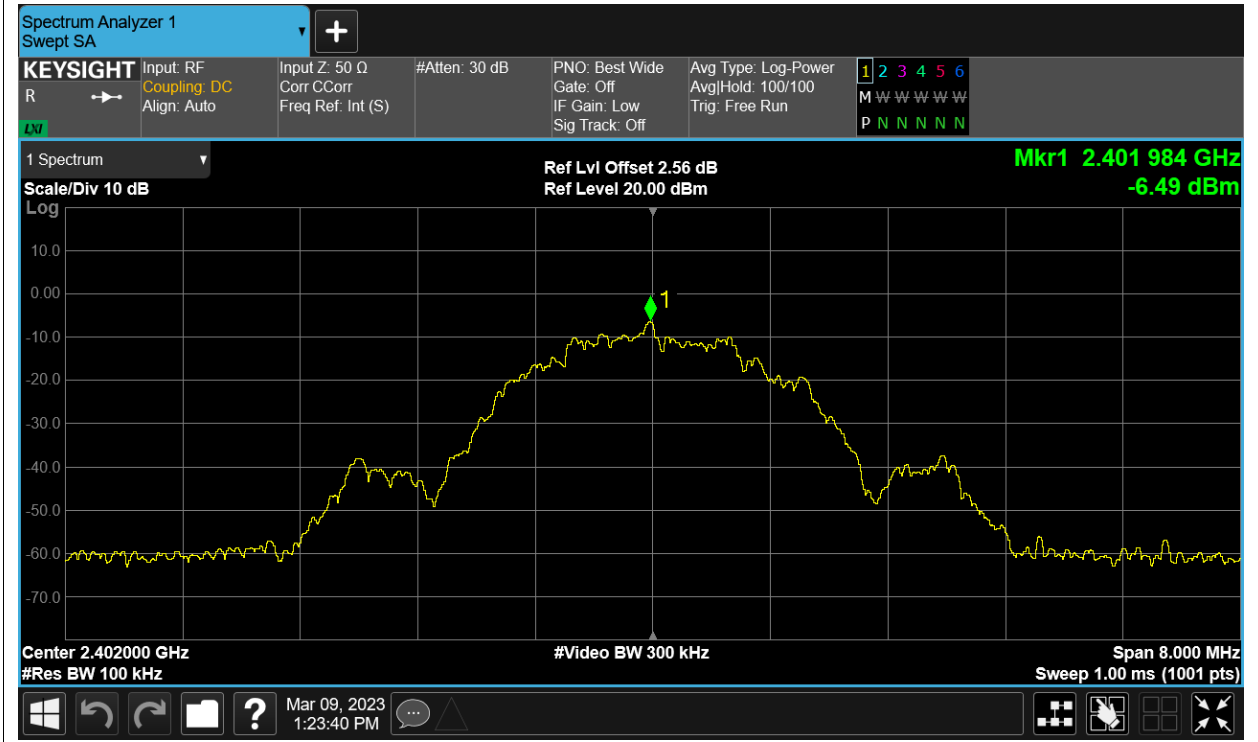 Spectrum Analyzer 1
Swept SA
KEYSIGHT
R
LXI
Input: RF
Coupling: DC
Align: Auto
Input Z: 50 Ω
Corr CCorr
Freq Ref: Int (S)
#Atten: 30 dB
PNO: Best Wide
Gate: Off
IF Gain: Low
Sig Track: Off
Avg Type: Log-Power
Avg|Hold: 100/100
Trig: Free Run
1 2 3 4 5 6
M W W W W W
P N N N N N
1 Spectrum
Scale/Div 10 dB
Log
Ref Lvl Offset 2.56 dB
Ref Level 20.00 dBm
Mkr1 2.401 984 GHz
-6.49 dBm
10.0
0.00
1
-10.0
-20.0
-30.0
-40.0
-50.0
-60.0
-70.0
Center 2.402000 GHz
#Res BW 100 kHz
#Video BW 300 kHz
Span 8.000 MHz
Sweep 1.00 ms (1001 pts)
?
Mar 09, 2023
1:23:40 PM